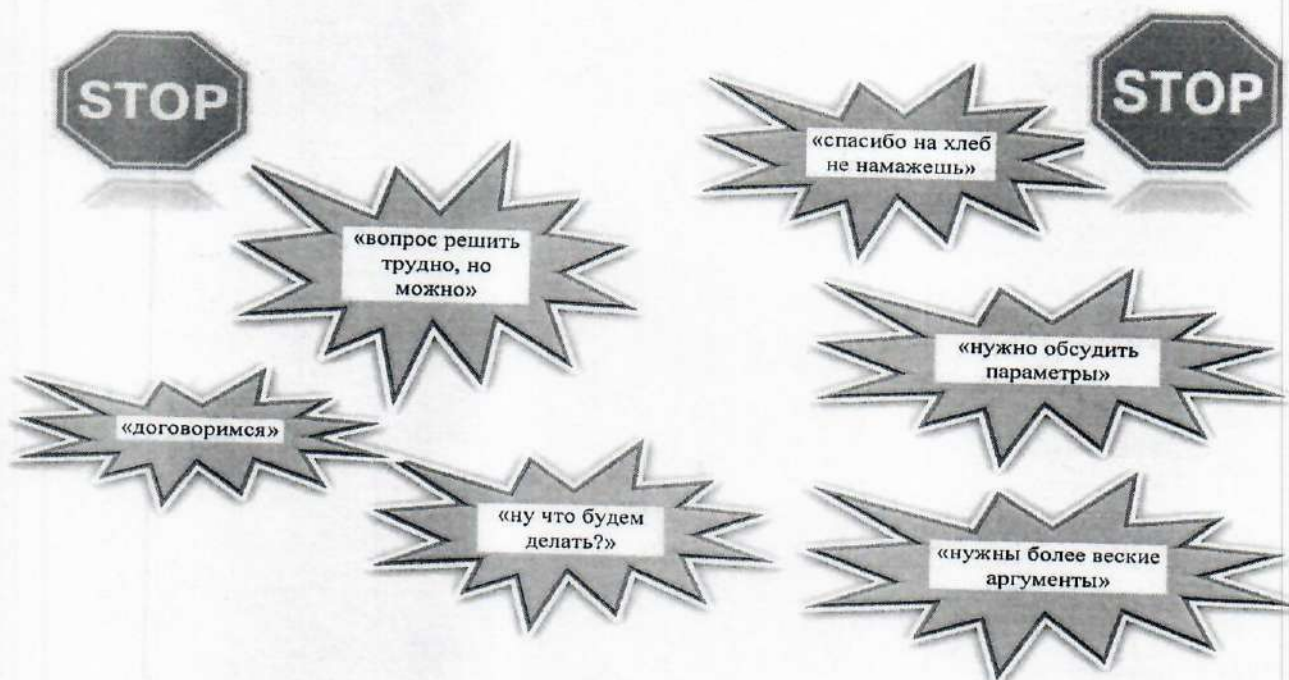 STOP
STOP
«спасибо на хлеб
не намажешь»
«вопрос решить
трудно, но
можно»
«нужно обсудить
параметры»
«договоримся»
«ну что будем
делать?»
«нужны более веские
аргументы»